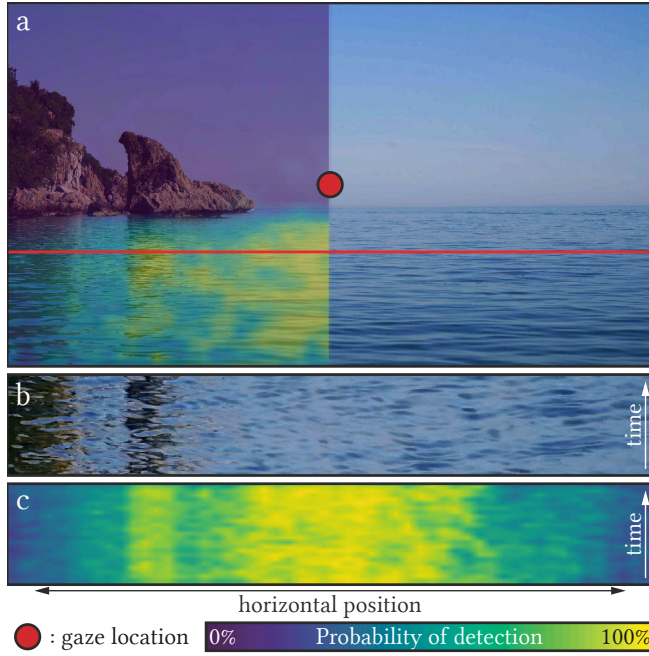 a
b
time
c
time
horizontal position
: gaze location
0% Probability of detection 100%